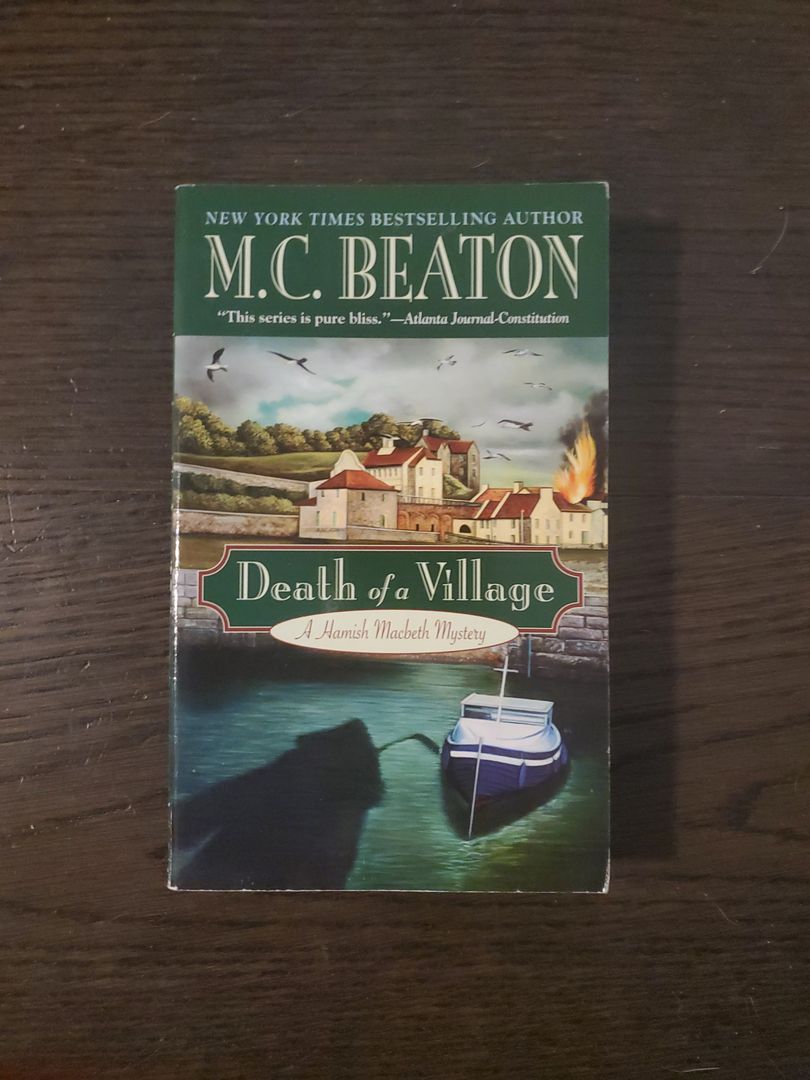 NEW YORK TIMES BESTSELLING AUTHOR
M.C. BEATON
“This series is pure bliss.”—Atlanta Journal-Constitution
Death of a Village
A Hamish Macbeth Mystery